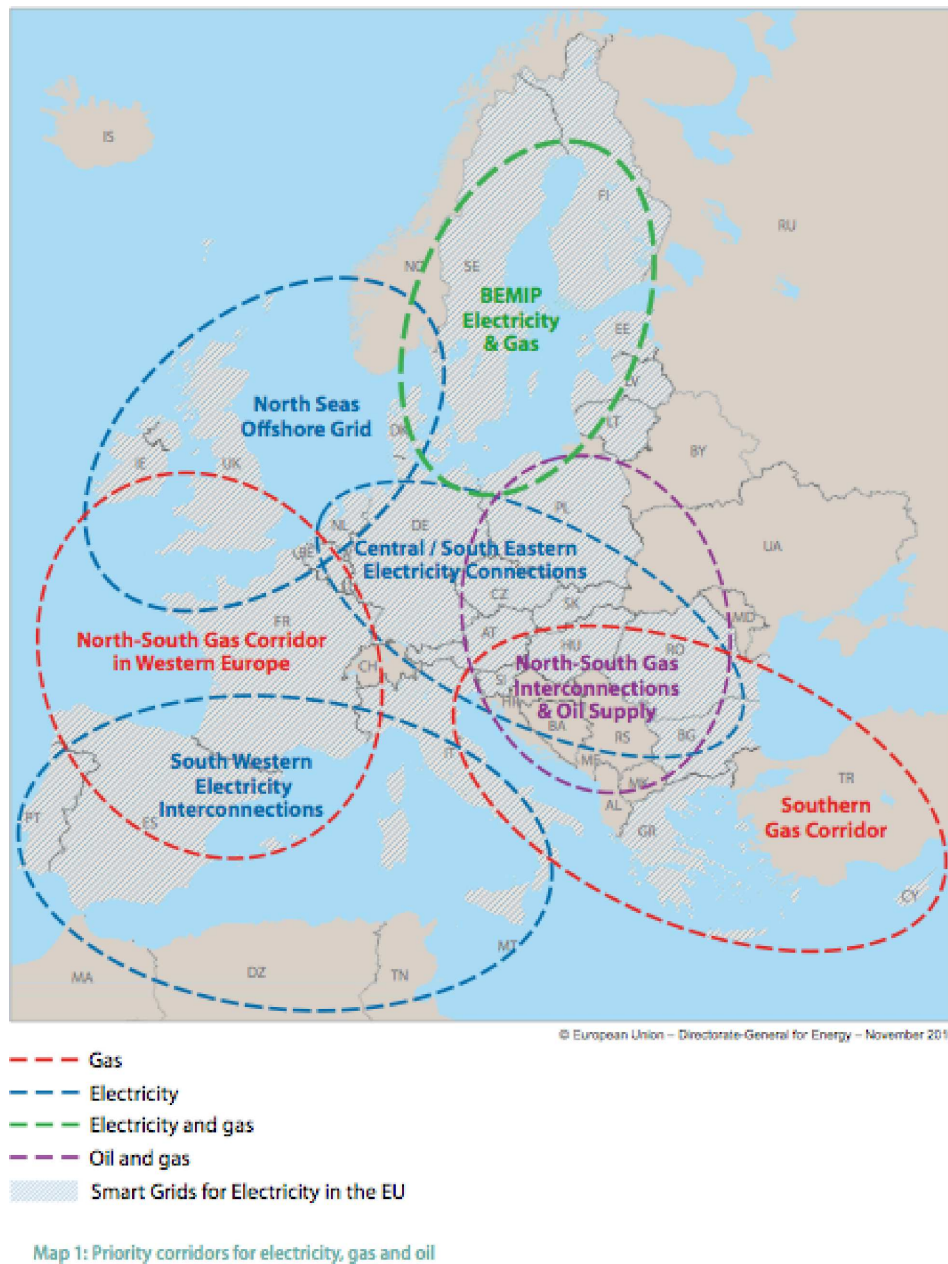 IS
FI
RU
NO
SE
BEMIP
Electricity
& Gas
EE
LV
North Seas
Offshore Grid
DK
LT
BY
IE
UK
PL
NL
DE
UA
BE
Central / South Eastern
Electricity Connections
CZ
SK
FR
AT
MD
North-South Gas Corridor
in Western Europe
HU
RO
CH
North-South Gas
Interconnections
& Oil Supply
SI
BA
RS
BG
South Western
Electricity
Interconnections
IT
ME
MK
TR
AL
Southern
Gas Corridor
PT
ES
GR
CY
MT
MA
DZ
TN
© European Union – Directorate-General for Energy – November 201
Gas
Electricity
Electricity and gas
Oil and gas
Smart Grids for Electricity in the EU
Map 1: Priority corridors for electricity, gas and oil